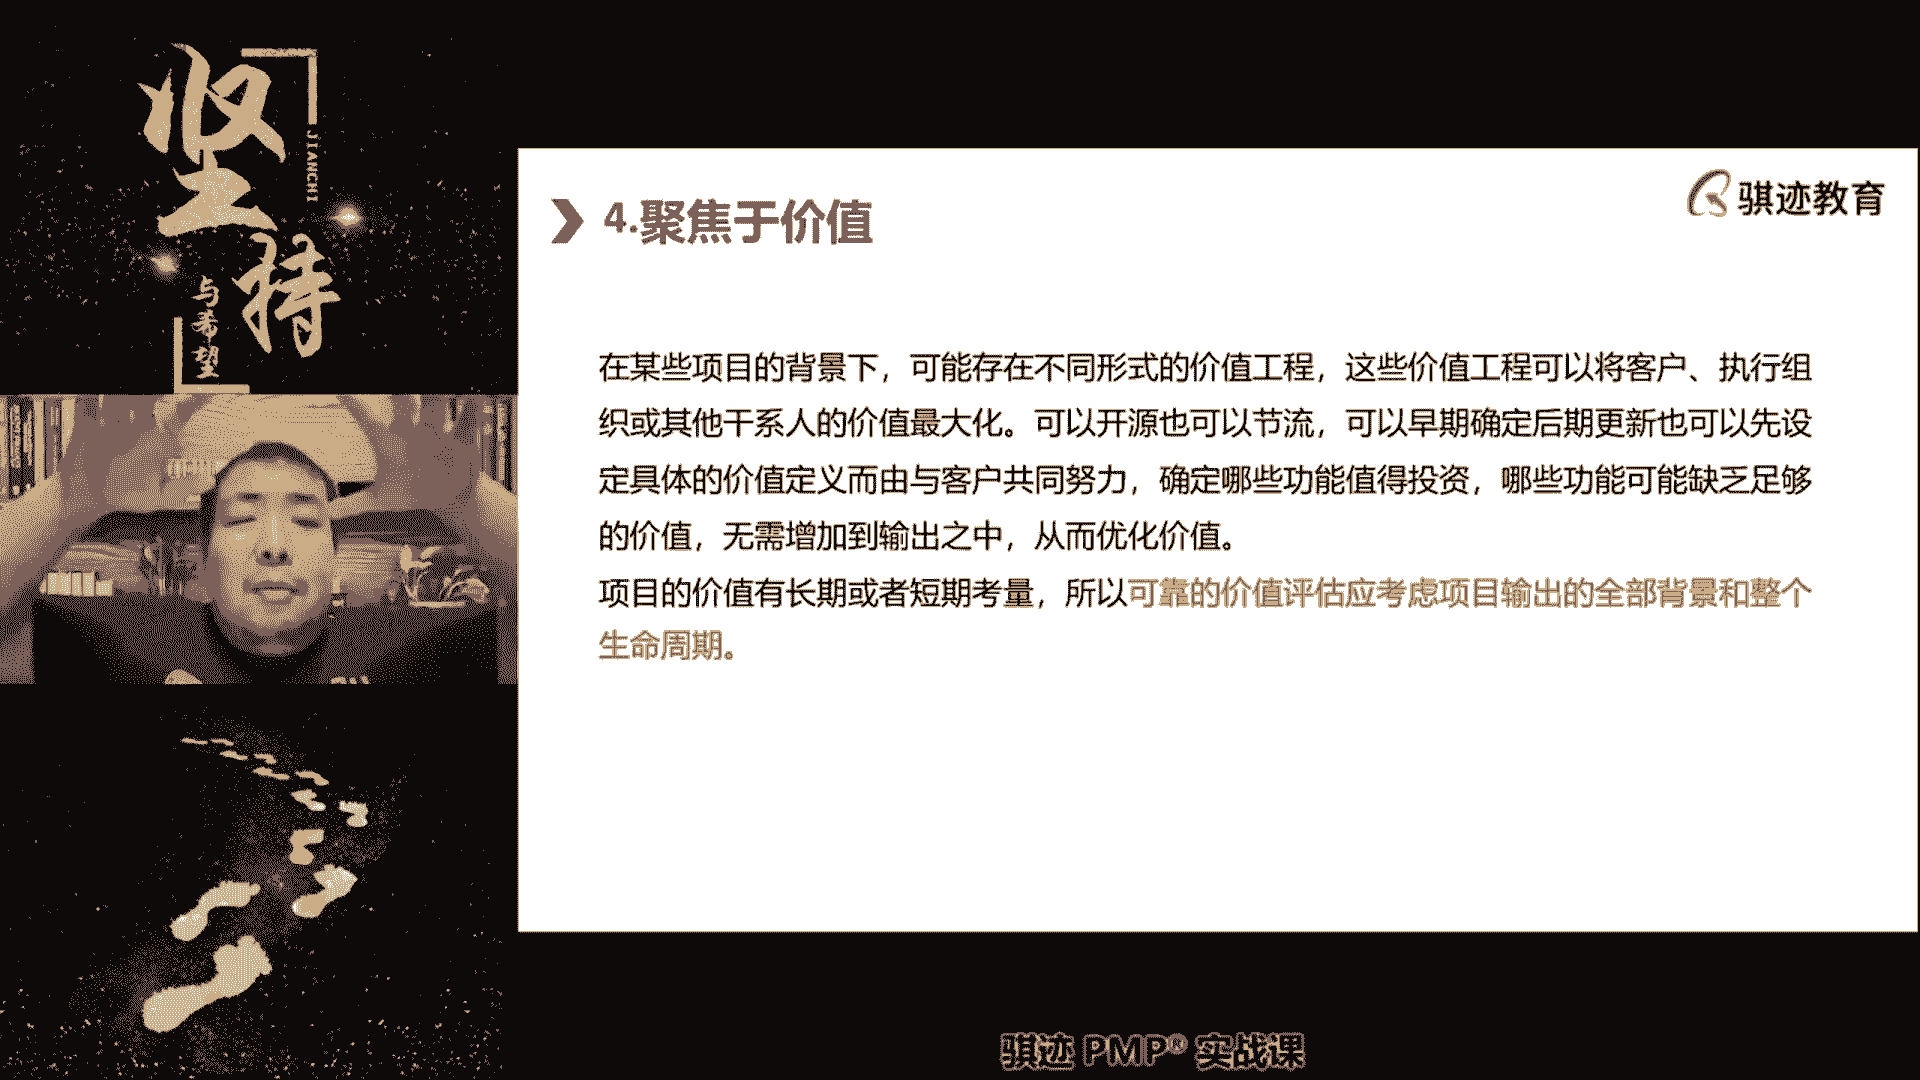 坚持
JIANCHI
与希望
骐迹教育
4.聚焦于价值
在某些项目的背景下，可能存在不同形式的价值工程，这些价值工程可以将客户、执行组
织或其他干系人的价值最大化。可以开源也可以节流，可以早期确定后期更新也可以先设
定具体的价值定义而由与客户共同努力，确定哪些功能值得投资，哪些功能可能缺乏足够
的价值，无需增加到输出之中，从而优化价值。
项目的价值有长期或者短期考量，所以可靠的价值评估应考虑项目输出的全部背景和整个
生命周期。
骐迹 PMP® 实战课